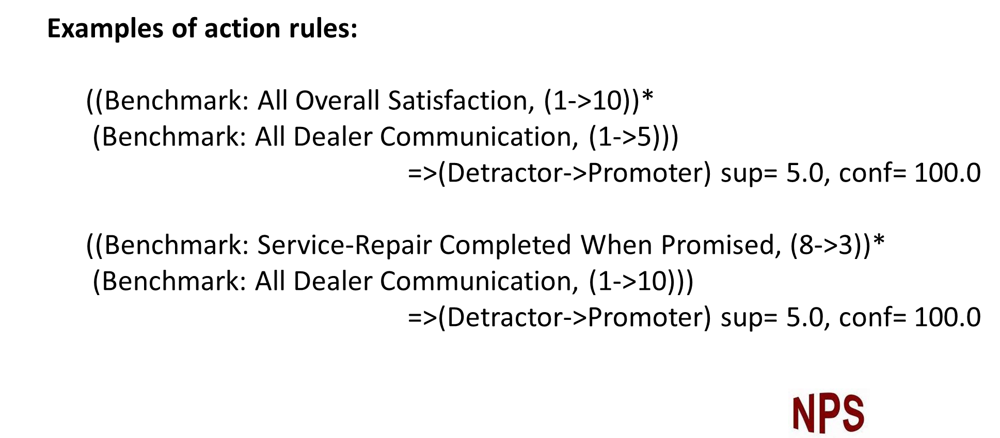 Examples of action rules:
((Benchmark: All Overall Satisfaction, (1->10))*
(Benchmark: All Dealer Communication, (1->5)))
=>(Detractor->Promoter) sup= 5.0, conf= 100.0
((Benchmark: Service-Repair Completed When Promised, (8->3))*
(Benchmark: All Dealer Communication, (1->10)))
=>(Detractor->Promoter) sup= 5.0, conf= 100.0
NPS